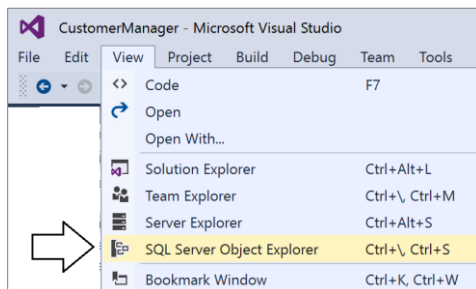 CustomerManager - Microsoft Visual Studio
File Edit View Project Build Debug Team Tools
<> Code F7
Open
Open With...
Solution Explorer Ctrl+Alt+L
Team Explorer Ctrl+\, Ctrl+M
Server Explorer Ctrl+Alt+S
SQL Server Object Explorer Ctrl+\, Ctrl+S
Bookmark Window Ctrl+K, Ctrl+W